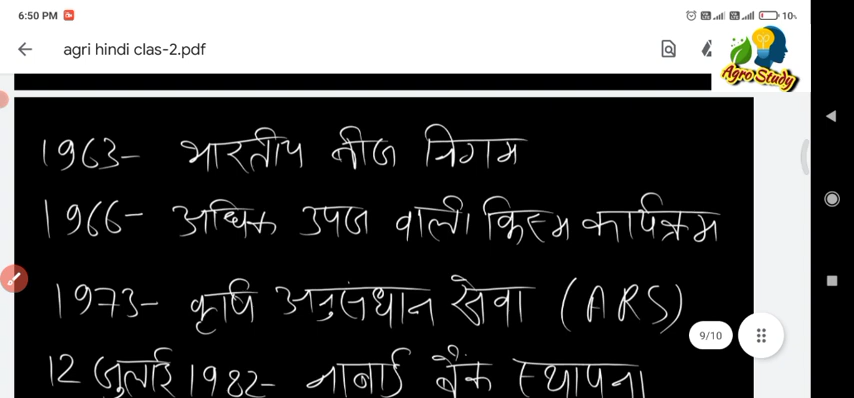 6:50 PM
10%
agri hindi clas-2.pdf
Agro Study
1963- भारतीय बीज निगम
1966- अधिक उपज वाली किस्म कार्यक्रम
1973- कृषि अनुसंधान सेवा (ARS)
9/10
12 जुलाई 1982- नाबार्ड बैंक स्थापना